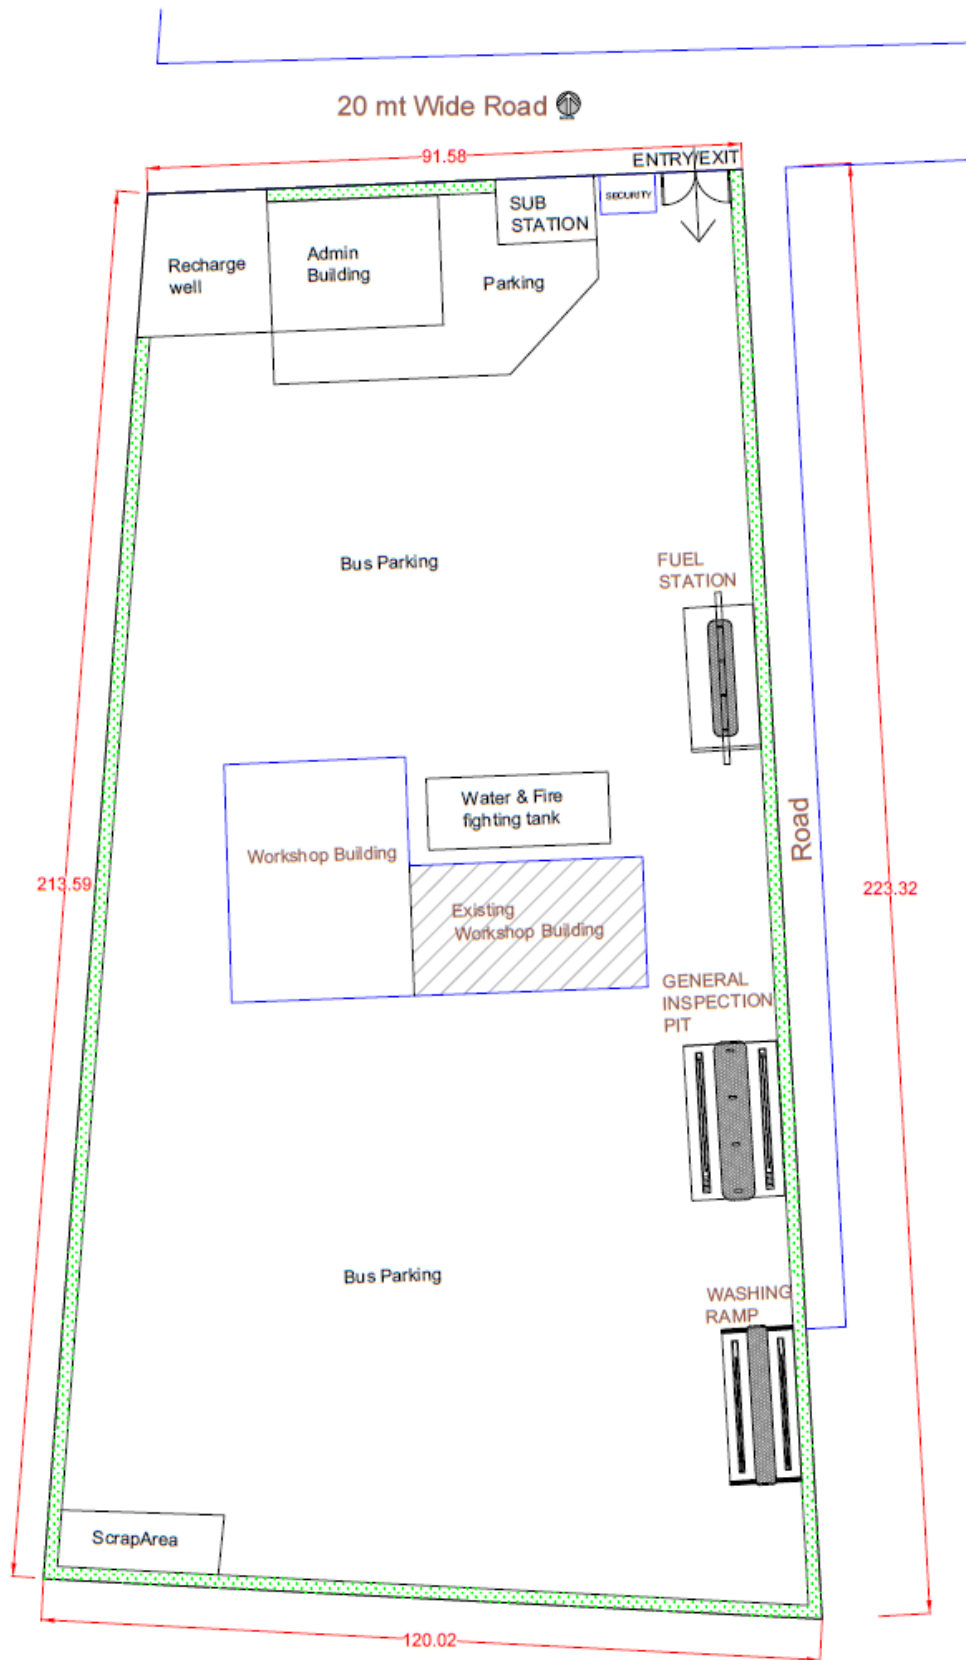 20 mt Wide Road
91.58
ENTRY/EXIT
SUB
STATION
SECURITY
Admin
Building
Recharge
well
Parking
Bus Parking
FUEL
STATION
Water & Fire
fighting tank
Road
Workshop Building
213.59
223.32
Existing
Workshop Building
GENERAL
INSPECTION
PIT
Bus Parking
WASHING
RAMP
ScrapArea
120.02